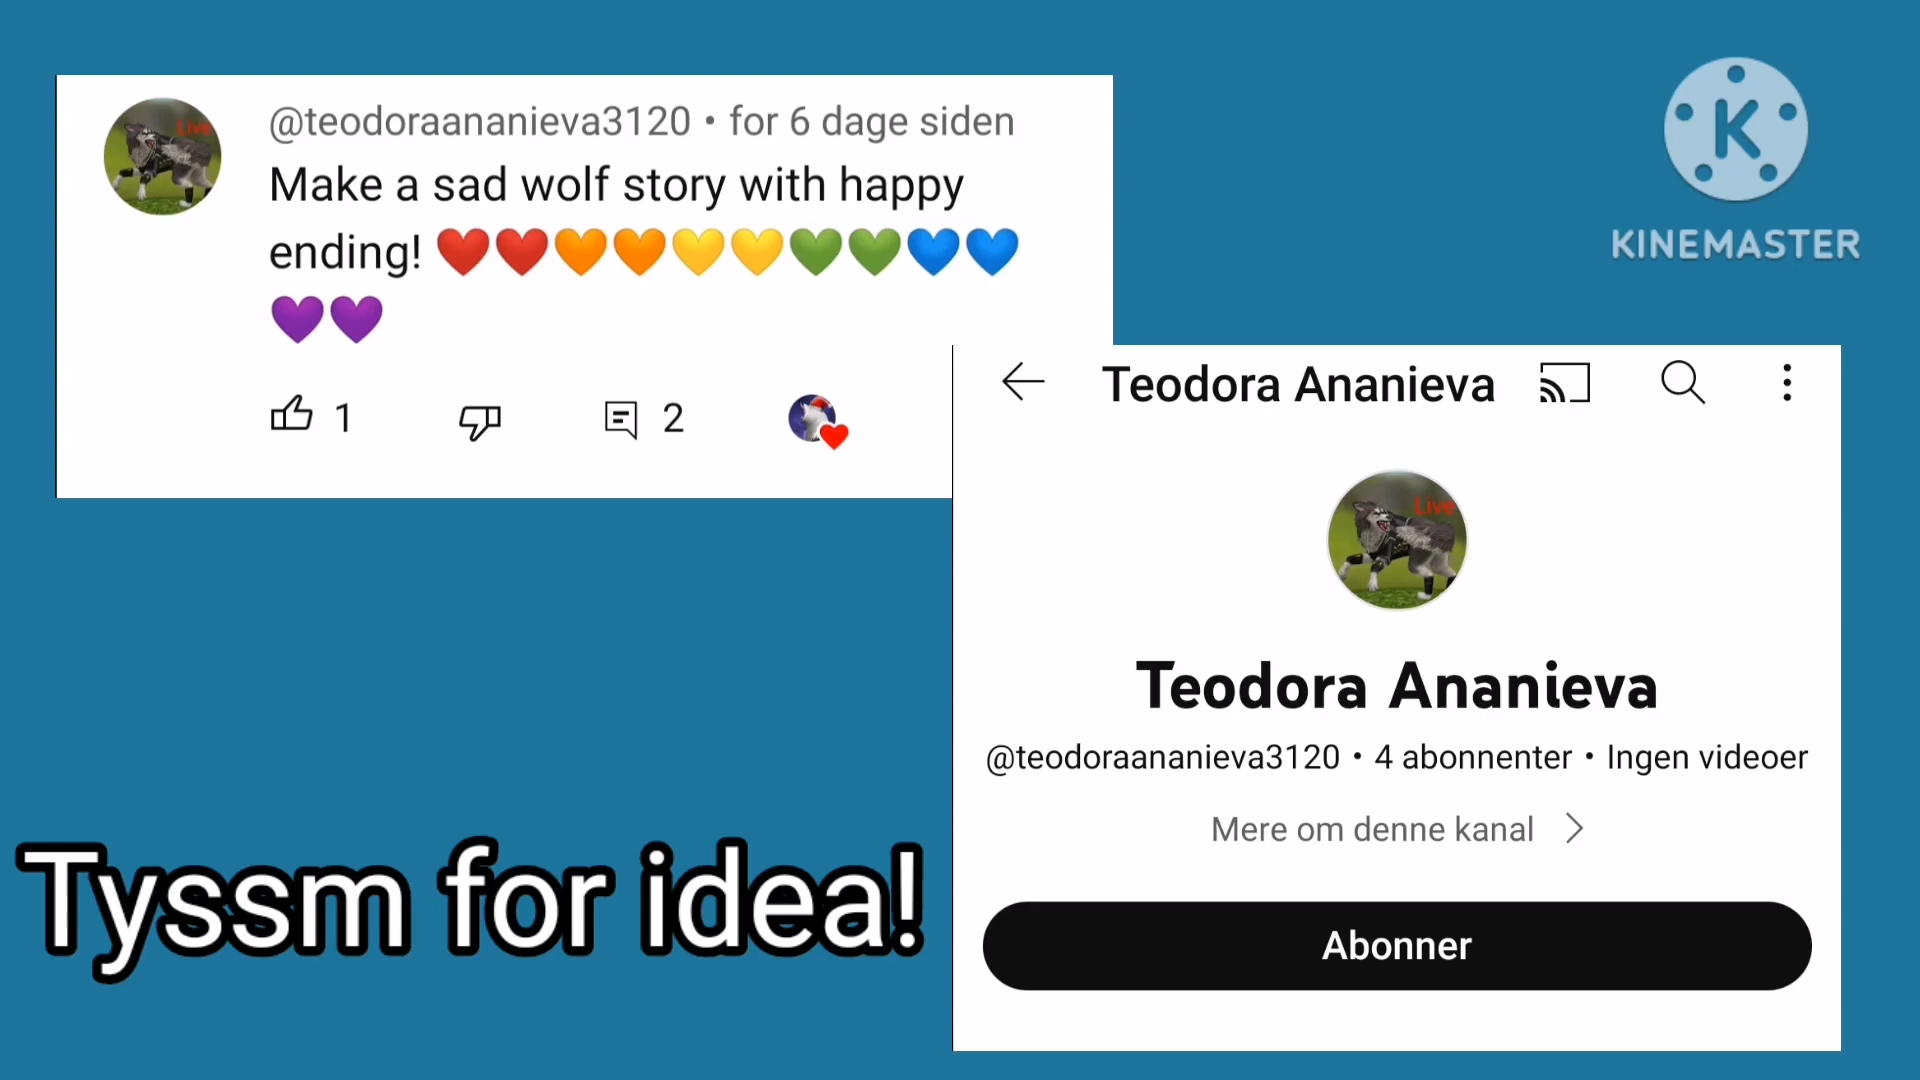 @teodoraananieva3120 • for 6 dage siden
Make a sad wolf story with happy
ending! ❤️❤️🧡🧡💛💛💚💚💙💙
💜💜
1 2
Live
KINEMASTER
K
Teodora Ananieva
Live
Teodora Ananieva
@teodoraananieva3120 • 4 abonnenter • Ingen videoer
Mere om denne kanal
Abonner
Tyssm for idea!